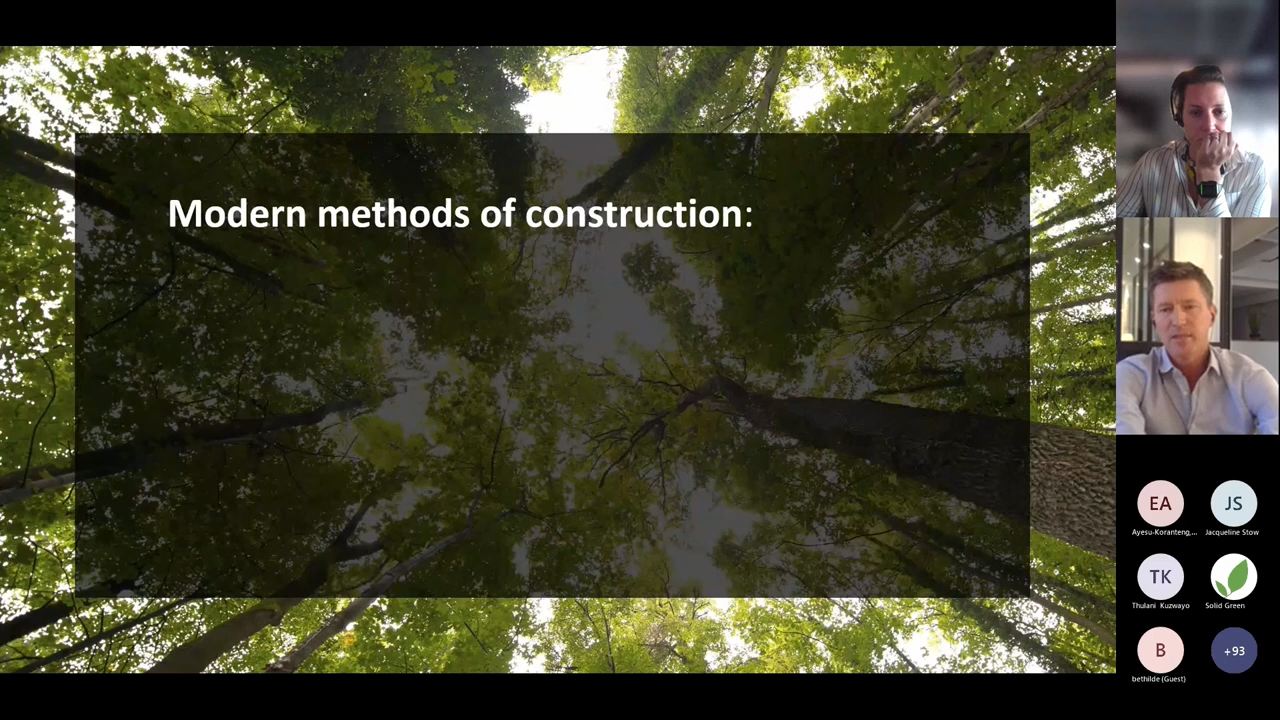 Modern methods of construction:
EA
JS
Ayesu-Koranteng,...
Jacqueline Stow
TK
Thulani Kuzwayo
Solid Green
B
+93
bethilde (Guest)